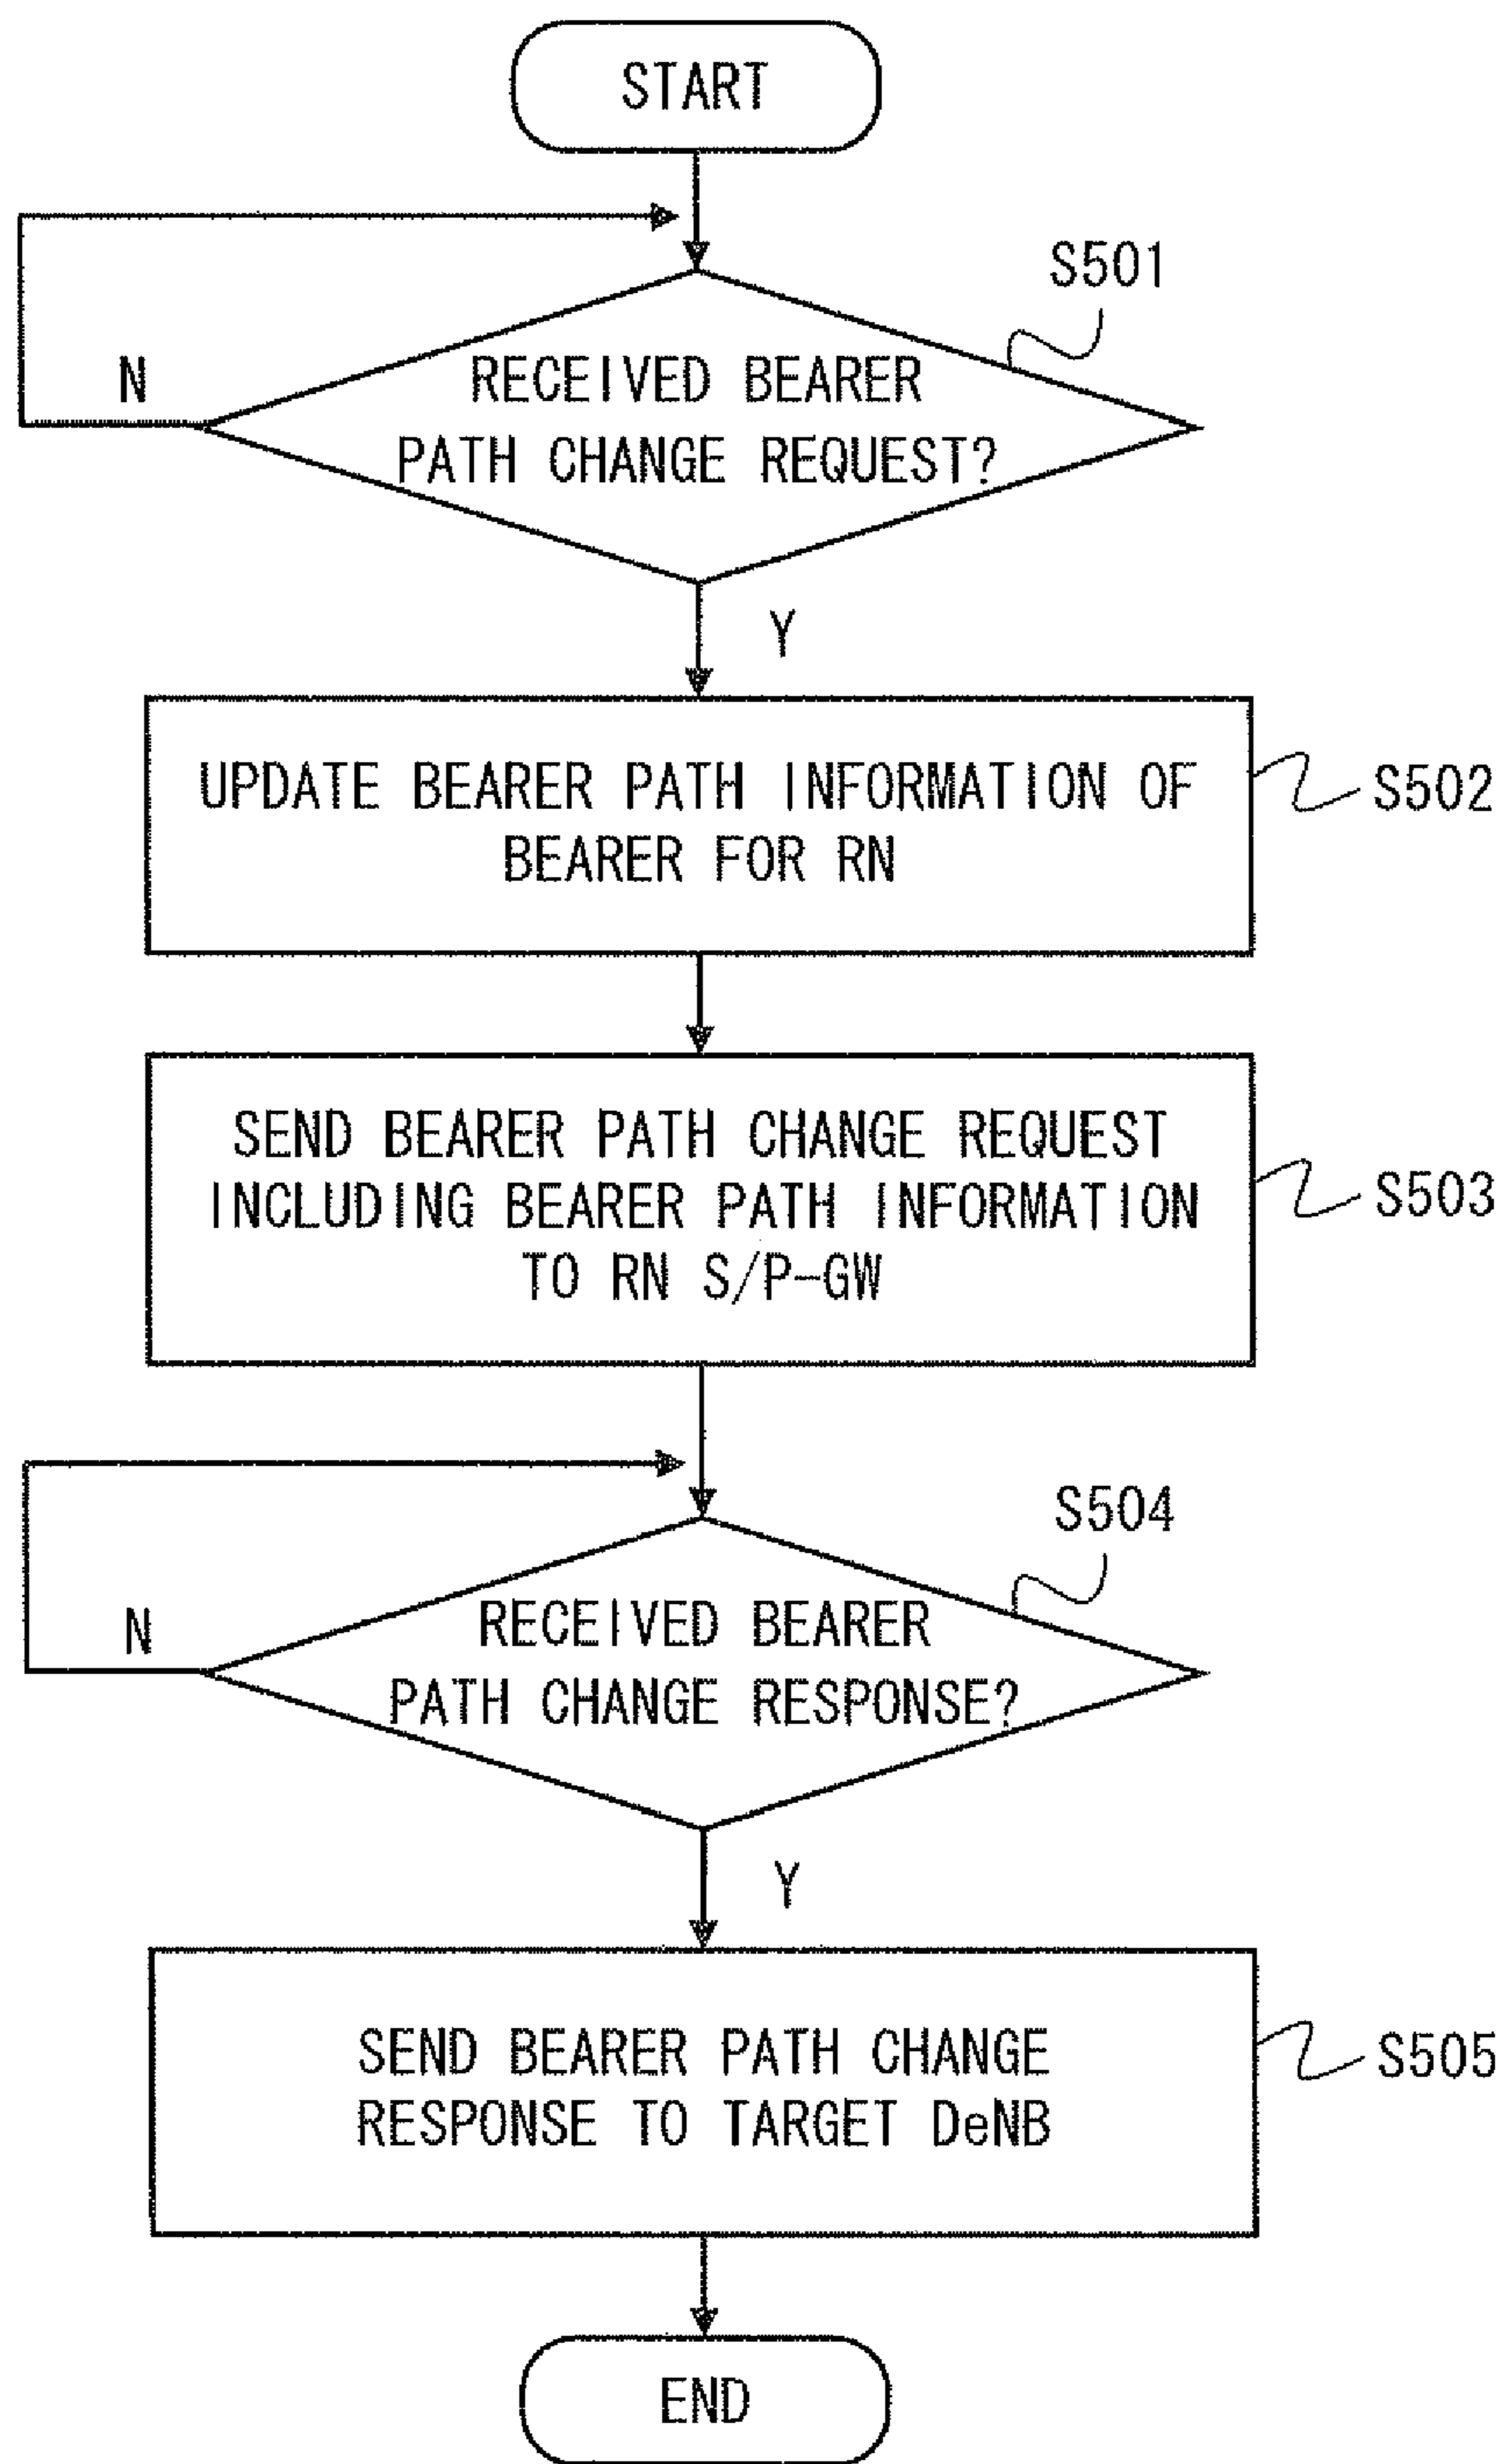 START
S501
RECEIVED BEARER
PATH CHANGE REQUEST?
N
Y
UPDATE BEARER PATH INFORMATION OF
BEARER FOR RN
S502
SEND BEARER PATH CHANGE REQUEST
INCLUDING BEARER PATH INFORMATION
TO RN S/P-GW
S503
S504
RECEIVED BEARER
PATH CHANGE RESPONSE?
N
Y
SEND BEARER PATH CHANGE
RESPONSE TO TARGET DeNB
S505
END